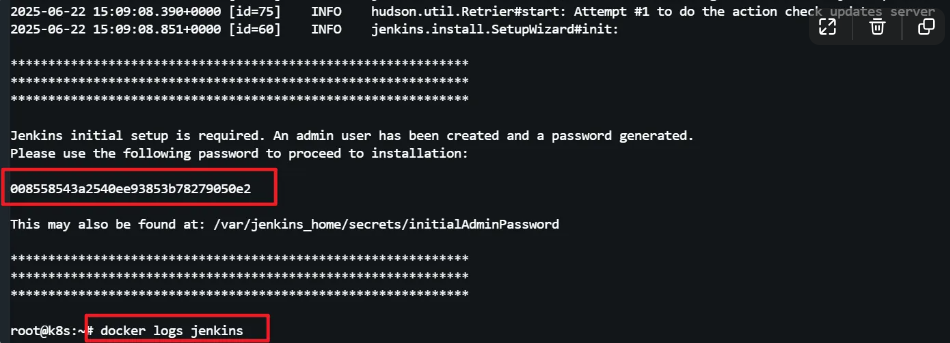 2025-06-22 15:09:08.390+0000 [id=75] INFO hudson.util.Retrier#start: Attempt #1 to do the action check updates server
2025-06-22 15:09:08.851+0000 [id=60] INFO jenkins.install.SetupWizard#init:
*************************************************************
*************************************************************
*************************************************************
Jenkins initial setup is required. An admin user has been created and a password generated.
Please use the following password to proceed to installation:
008558543a2540ee93853b78279050e2
This may also be found at: /var/jenkins_home/secrets/initialAdminPassword
*************************************************************
*************************************************************
*************************************************************
root@k8s:~# docker logs jenkins